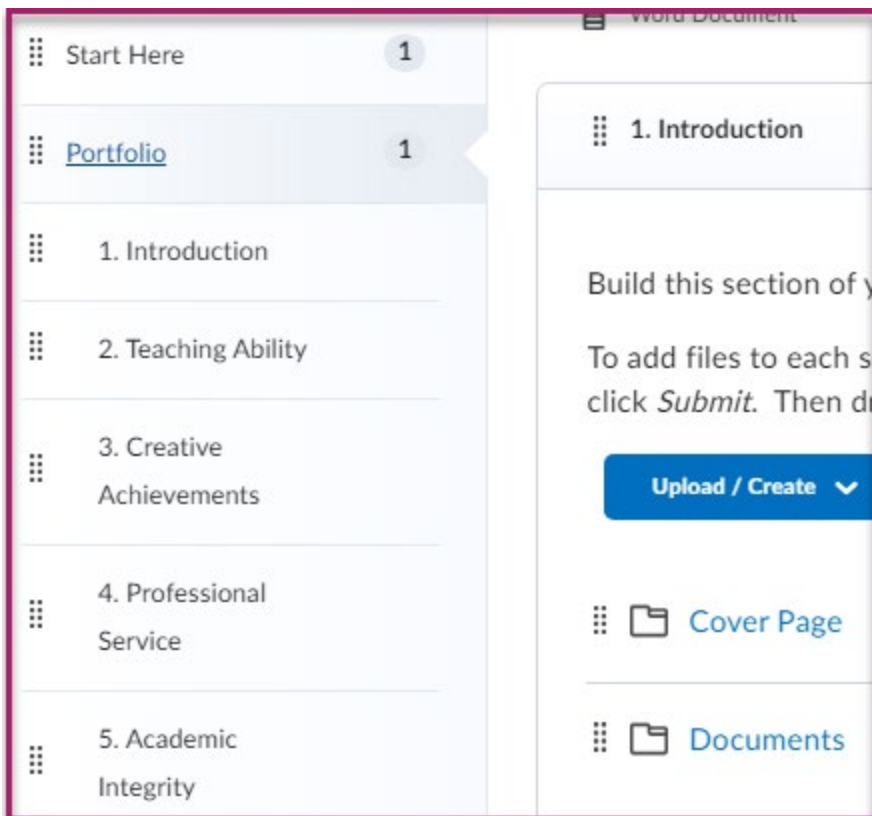 Start Here 1
Portfolio 1
1. Introduction
2. Teaching Ability
3. Creative
Achievements
4. Professional
Service
5. Academic
Integrity
Word Document
1. Introduction
Build this section of
To add files to each
click Submit. Then
Upload / Create
Cover Page
Documents